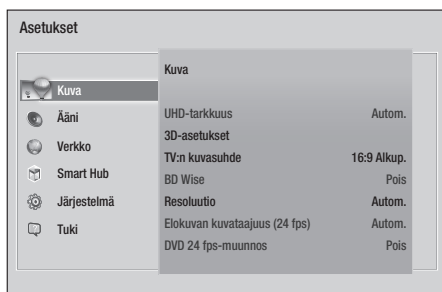 Asetukset
Kuva
Ääni
Verkko
Smart Hub
Järjestelmä
Tuki
Kuva
UHD-tarkkuus Autom.
3D-asetukset
TV:n kuvasuhde 16:9 Alkup.
BD Wise Pois
Resoluutio Autom.
Elokuvan kuvataajuus (24 fps) Autom.
DVD 24 fps-muunnos Pois